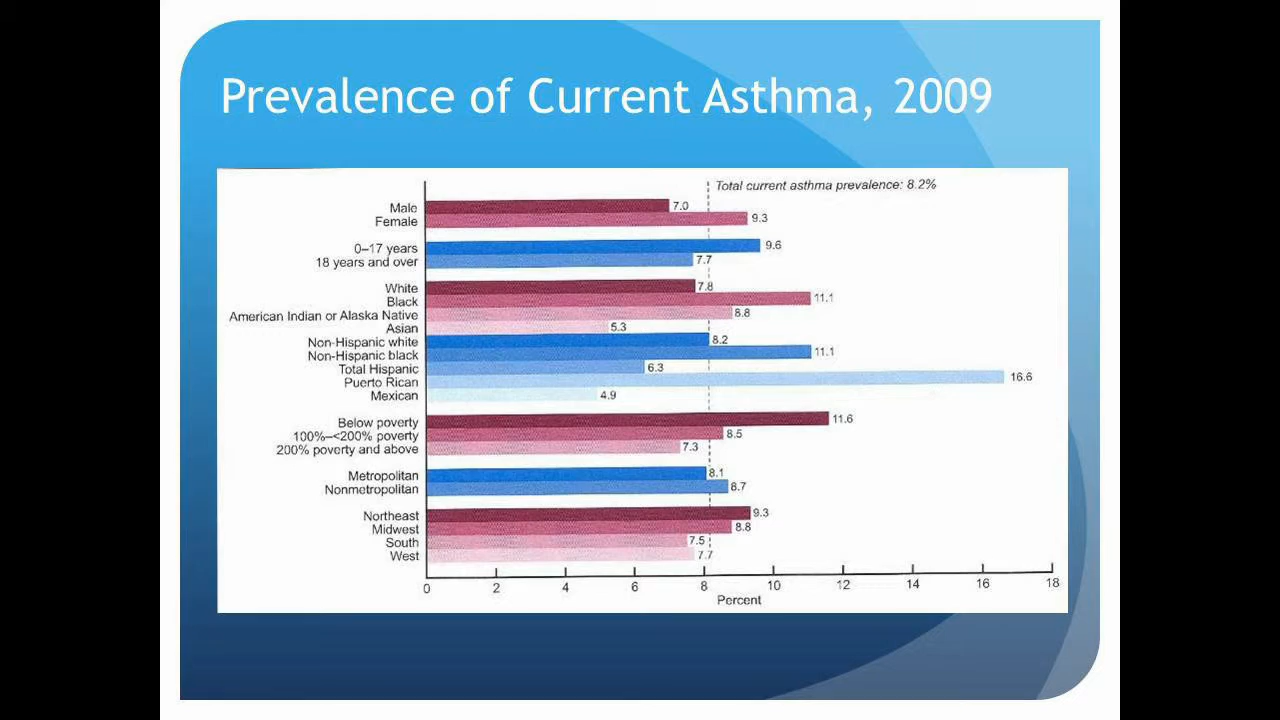 Prevalence of Current Asthma, 2009
Total current asthma prevalence: 8.2%
Male 7.0
Female 9.3
0–17 years 9.6
18 years and over 7.7
White 7.8
Black 11.1
American Indian or Alaska Native 8.8
Asian 5.3
Non-Hispanic white 8.2
Non-Hispanic black 11.1
Total Hispanic 6.3
Puerto Rican 16.6
Mexican 4.9
Below poverty 11.6
100%–<200% poverty 8.5
200% poverty and above 7.3
Metropolitan 8.1
Nonmetropolitan 8.7
Northeast 9.3
Midwest 8.8
South 7.5
West 7.7
0 2 4 6 8 10 12 14 16 18
Percent